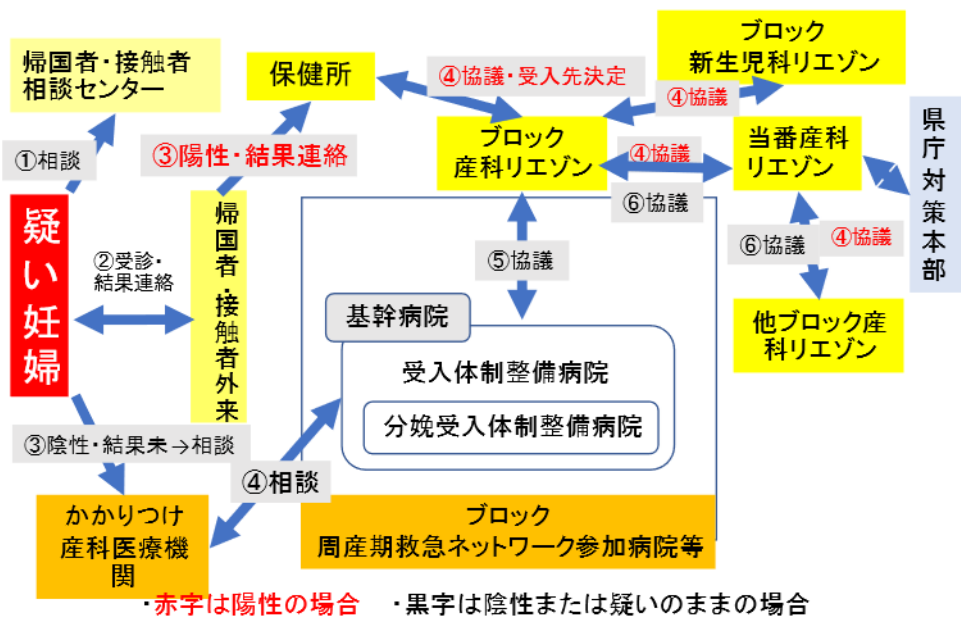 帰国者・接触者
相談センター
保健所
④協議・受入先決定
ブロック
新生児科リエゾン
④協議
県庁対策本部
①相談
③陽性・結果連絡
ブロック
産科リエゾン
④協議
⑥協議
当番産科
リエゾン
疑い妊婦
②受診・
結果連絡
帰国者・接触者外来
⑤協議
⑥協議
④協議
基幹病院
他ブロック産
科リエゾン
受入体制整備病院
分娩受入体制整備病院
③陰性・結果未→相談
④相談
かかりつけ
産科医療機
関
ブロック
周産期救急ネットワーク参加病院等
・赤字は陽性の場合
・黒字は陰性または疑いのままの場合